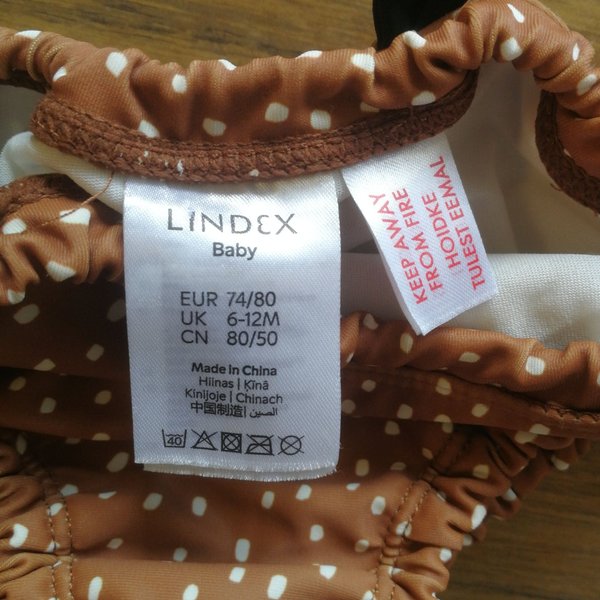 LINDEX
Baby
EUR 74/80
UK 6-12M
CN 80/50
Made in China
Hiinas | Ķīnā
Kinijoje | Chinach
中国制造 | الصين
40
KEEP AWAY
FROM FIRE
HOIDKE
TULEST EEMAL